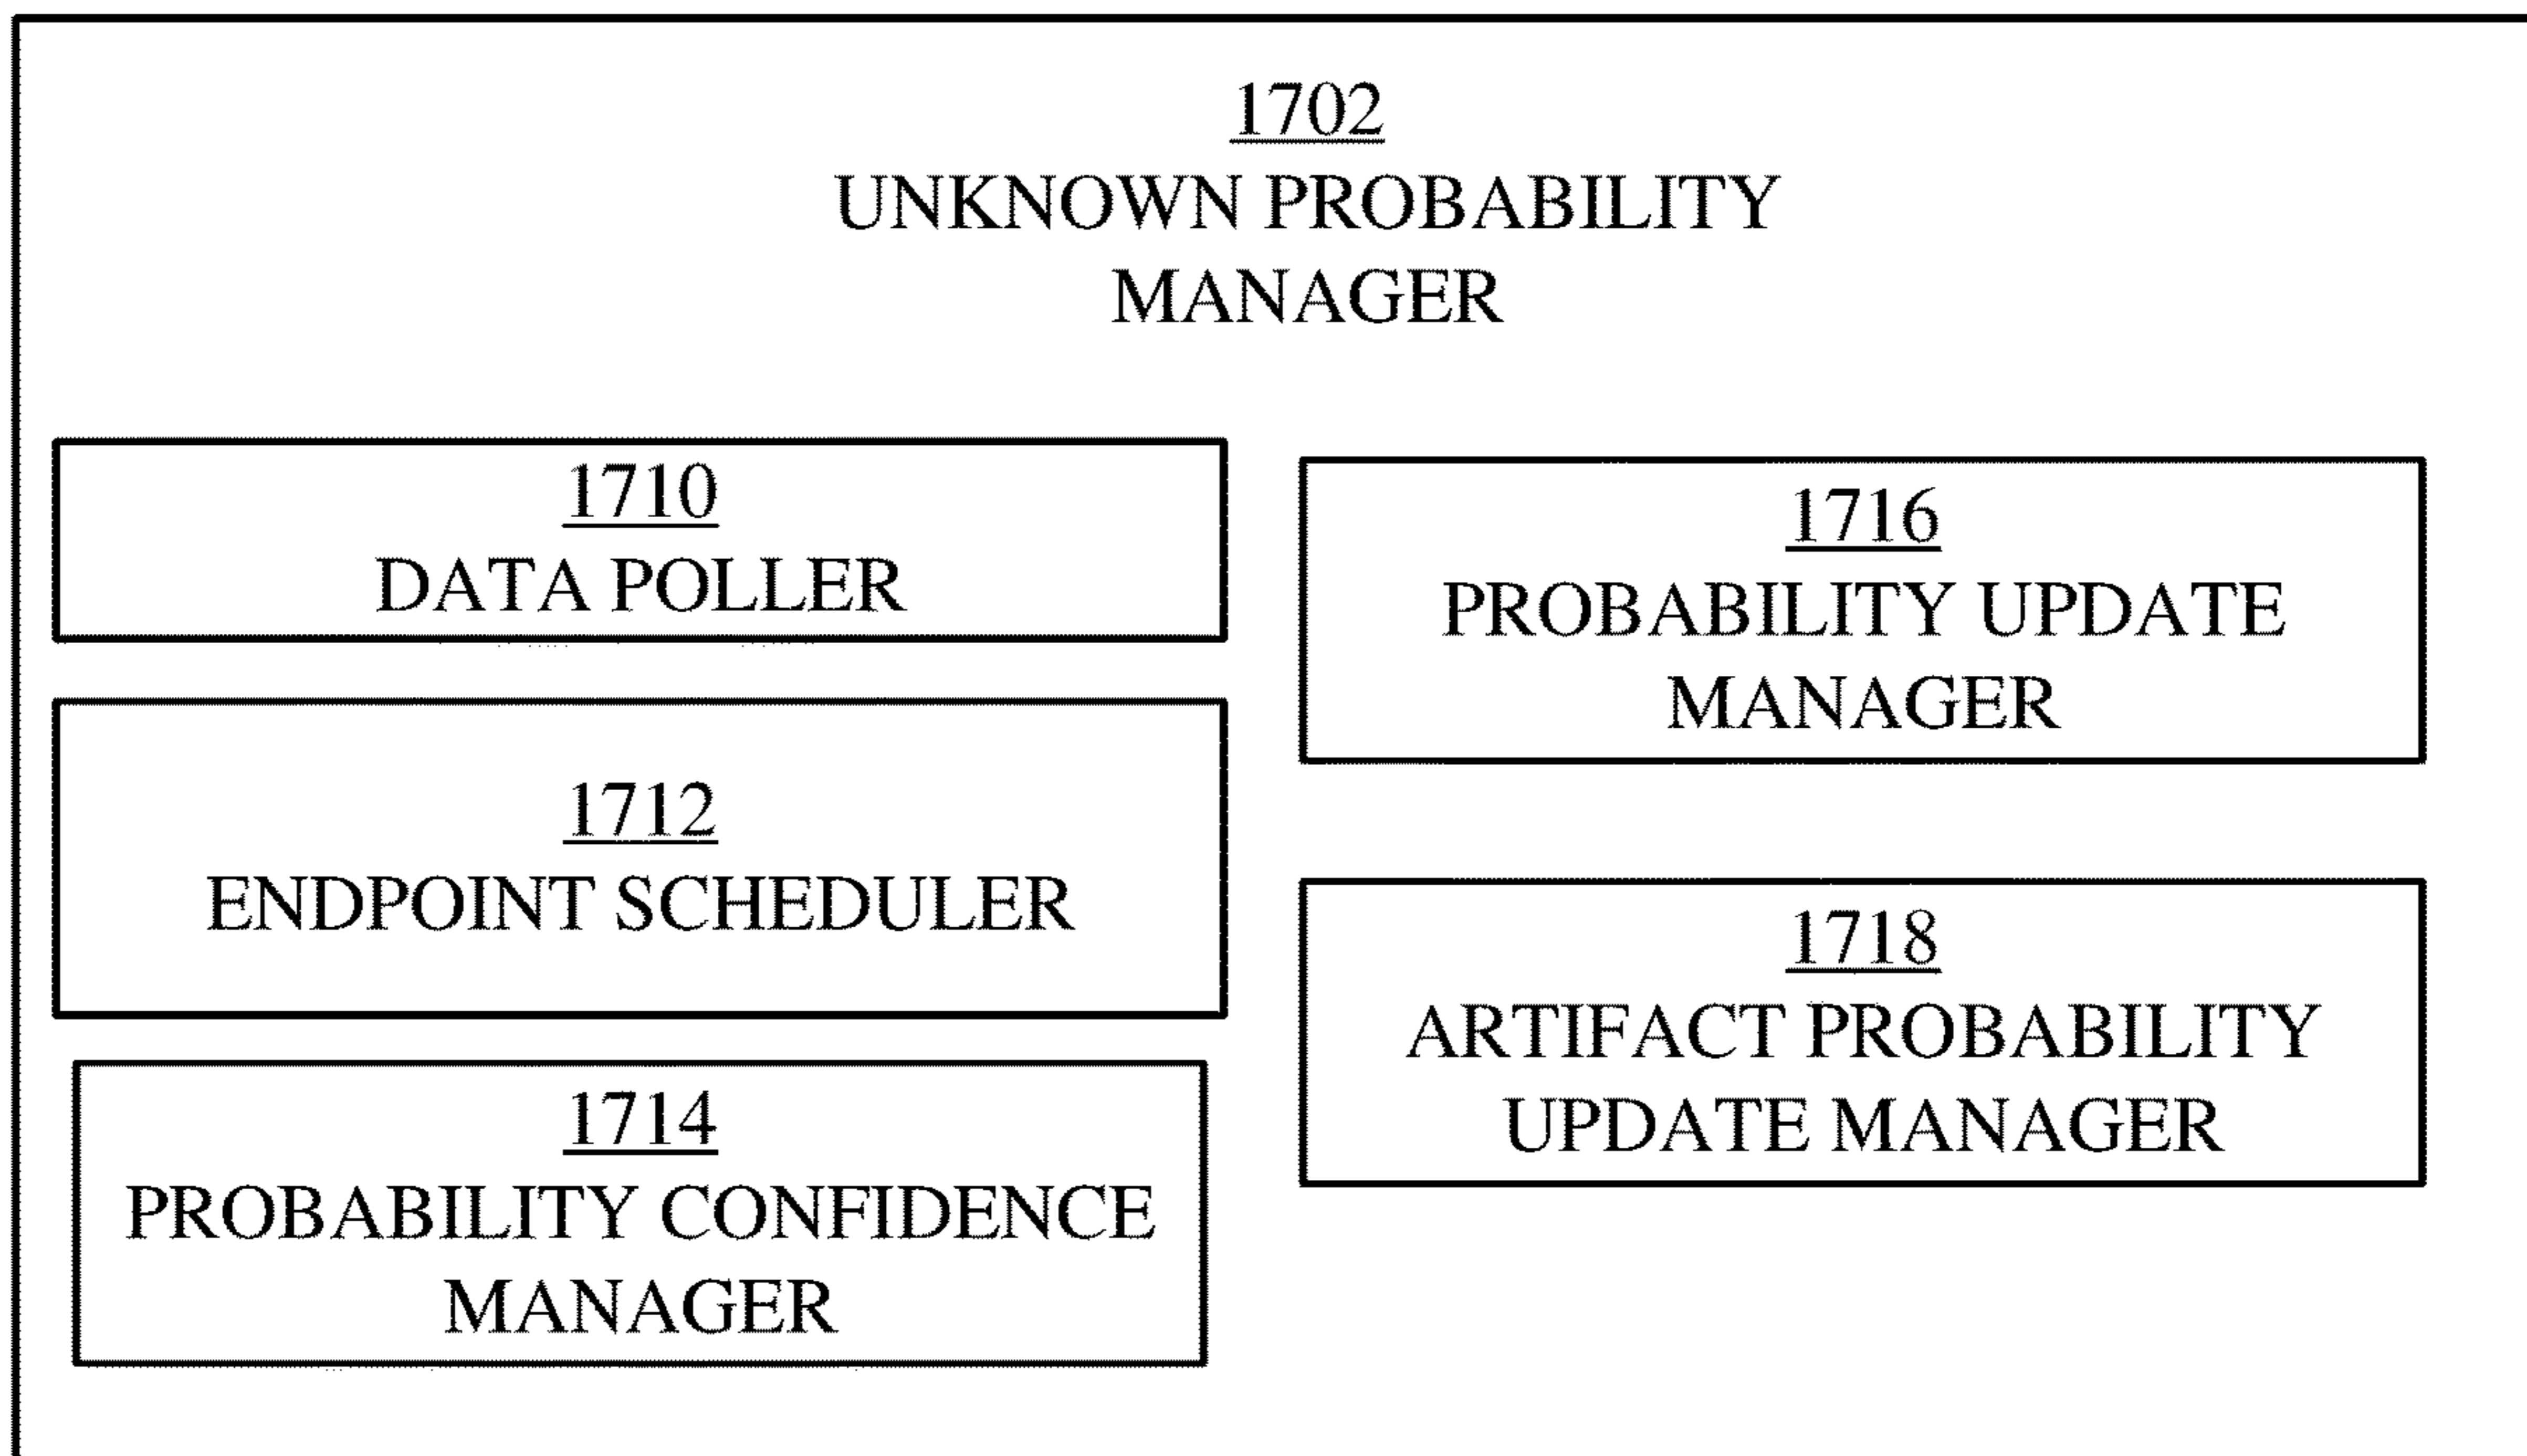 1702
UNKNOWN PROBABILITY
MANAGER
1710
DATA POLLER
1712
ENDPOINT SCHEDULER
1714
PROBABILITY CONFIDENCE
MANAGER
1716
PROBABILITY UPDATE
MANAGER
1718
ARTIFACT PROBABILITY
UPDATE MANAGER